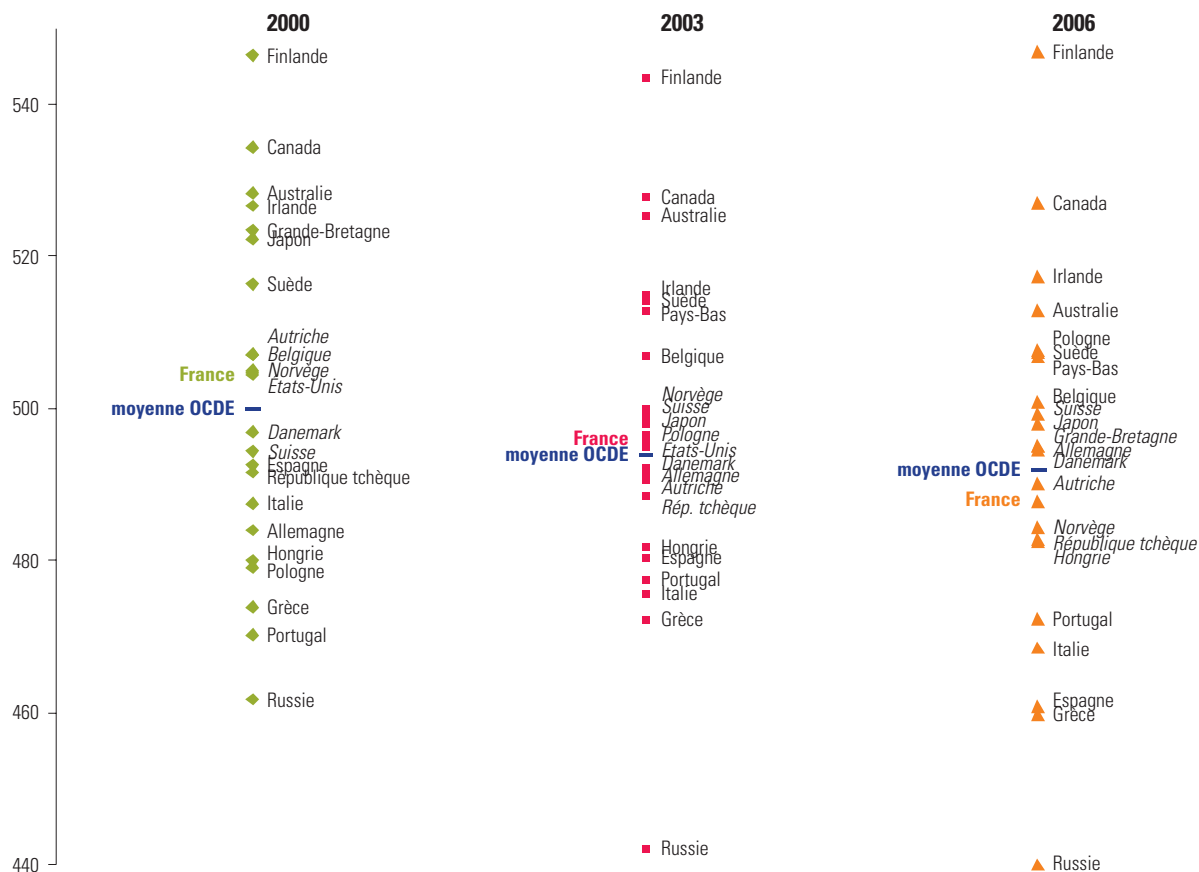 2000
2003
2006
540
520
500
480
460
440
Finlande
Canada
Australie
Irlande
Grande-Bretagne
Japon
Suède
Autriche
Belgique
France
Norvège
États-Unis
moyenne OCDE
Danemark
Suisse
Espagne
République tchèque
Italie
Allemagne
Hongrie
Pologne
Grèce
Portugal
Russie
Finlande
Canada
Australie
Irlande
Suède
Pays-Bas
Belgique
Norvège
Suisse
Japon
Pologne
France
États-Unis
moyenne OCDE
Danemark
Allemagne
Autriche
Rép. tchèque
Hongrie
Espagne
Portugal
Italie
Grèce
Russie
Finlande
Canada
Irlande
Australie
Pologne
Suède
Pays-Bas
Belgique
Suisse
Japon
Grande-Bretagne
Allemagne
Danemark
moyenne OCDE
Autriche
France
Norvège
République tchèque
Hongrie
Portugal
Italie
Espagne
Grèce
Russie